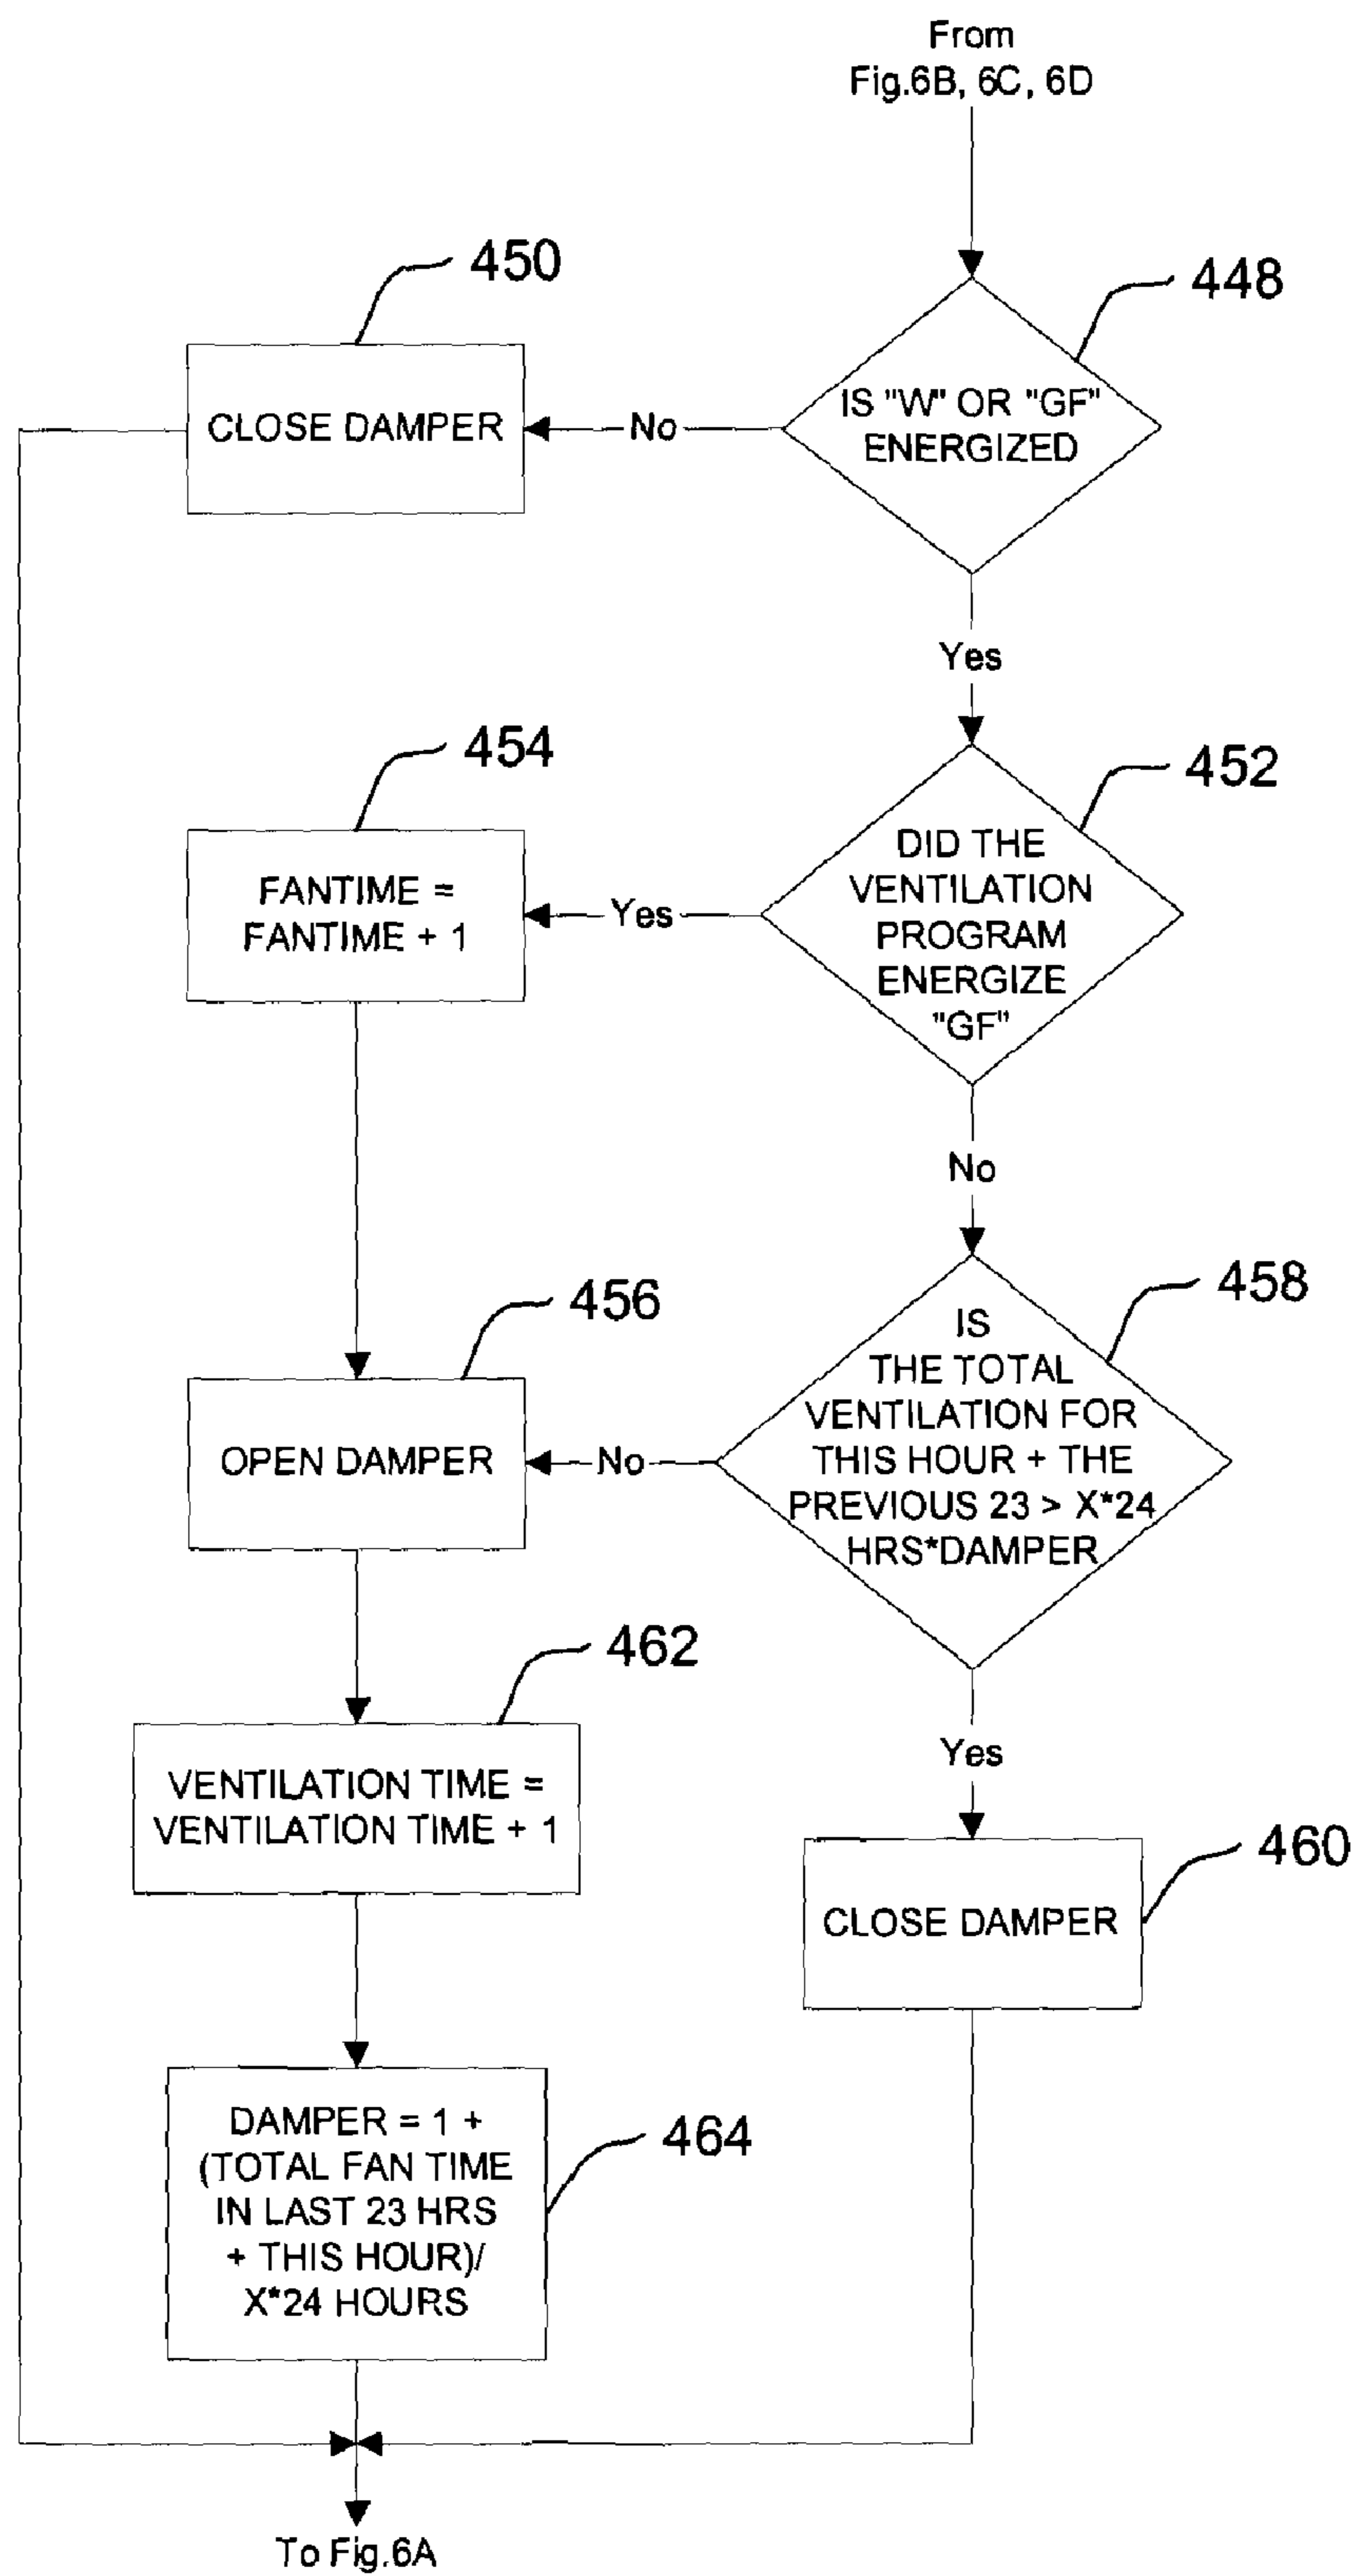 From
Fig.6B, 6C, 6D
450
448
CLOSE DAMPER
No
IS "W" OR "GF"
ENERGIZED
Yes
454
452
FANTIME =
FANTIME + 1
Yes
DID THE
VENTILATION
PROGRAM
ENERGIZE
"GF"
No
456
458
OPEN DAMPER
No
IS
THE TOTAL
VENTILATION FOR
THIS HOUR + THE
PREVIOUS 23 > X*24
HRS*DAMPER
462
Yes
VENTILATION TIME =
VENTILATION TIME + 1
460
CLOSE DAMPER
464
DAMPER = 1 +
(TOTAL FAN TIME
IN LAST 23 HRS
+ THIS HOUR)/
X*24 HOURS
To Fig.6A